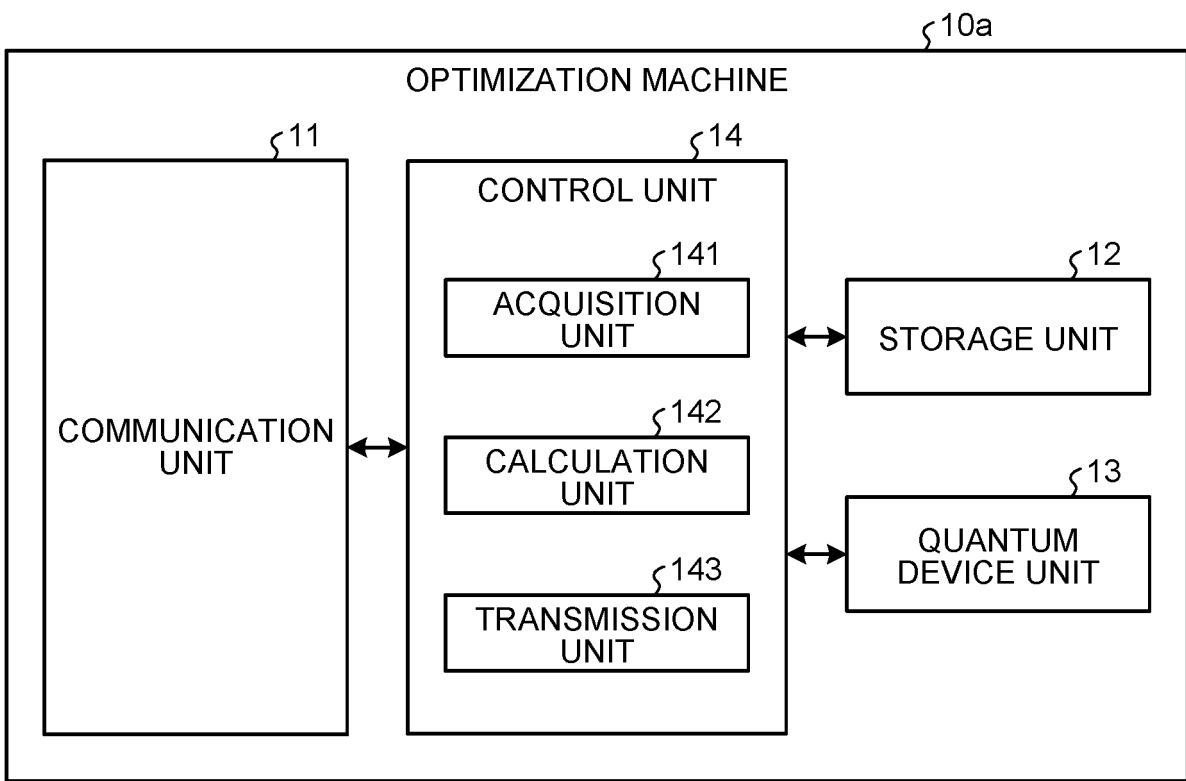 10a
OPTIMIZATION MACHINE
11
14
CONTROL UNIT
141
ACQUISITION
UNIT
12
STORAGE UNIT
COMMUNICATION
UNIT
142
CALCULATION
UNIT
13
QUANTUM
DEVICE UNIT
143
TRANSMISSION
UNIT